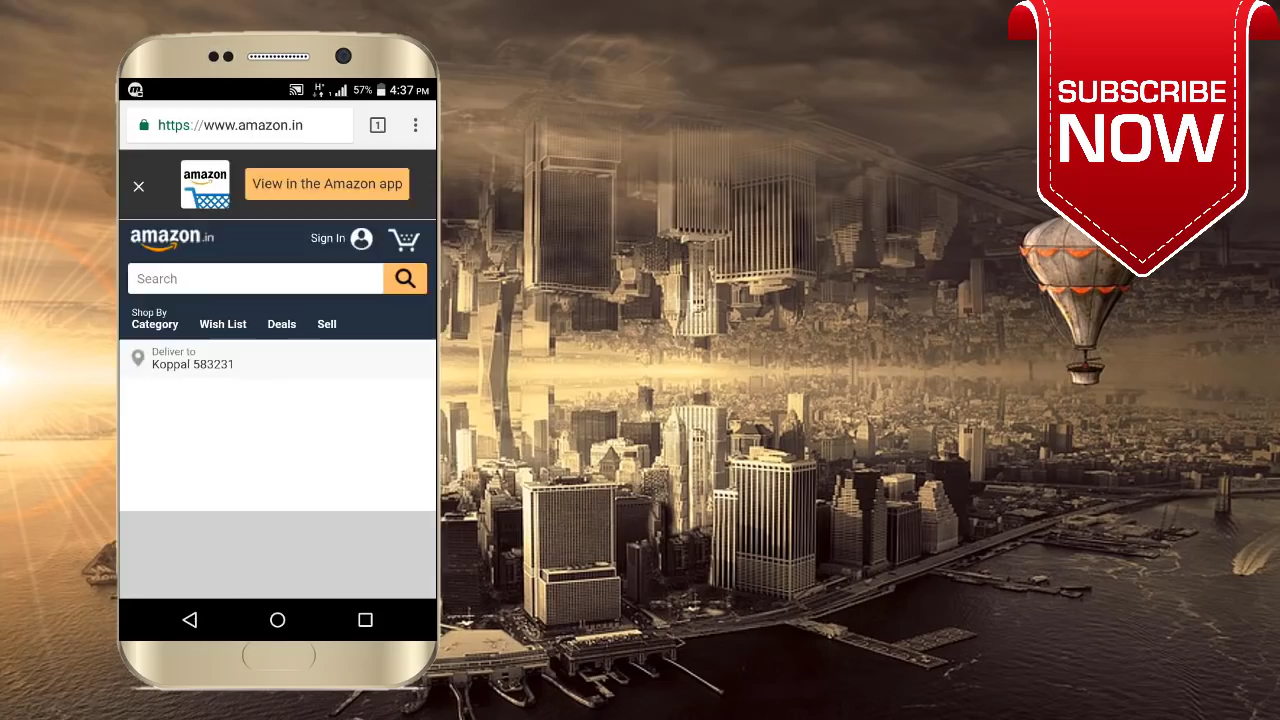 57% 4:37 PM
https://www.amazon.in
1
amazon
View in the Amazon app
amazon.in
Sign In
Search
Shop By
Category Wish List Deals Sell
Deliver to
Koppal 583231
SUBSCRIBE
NOW